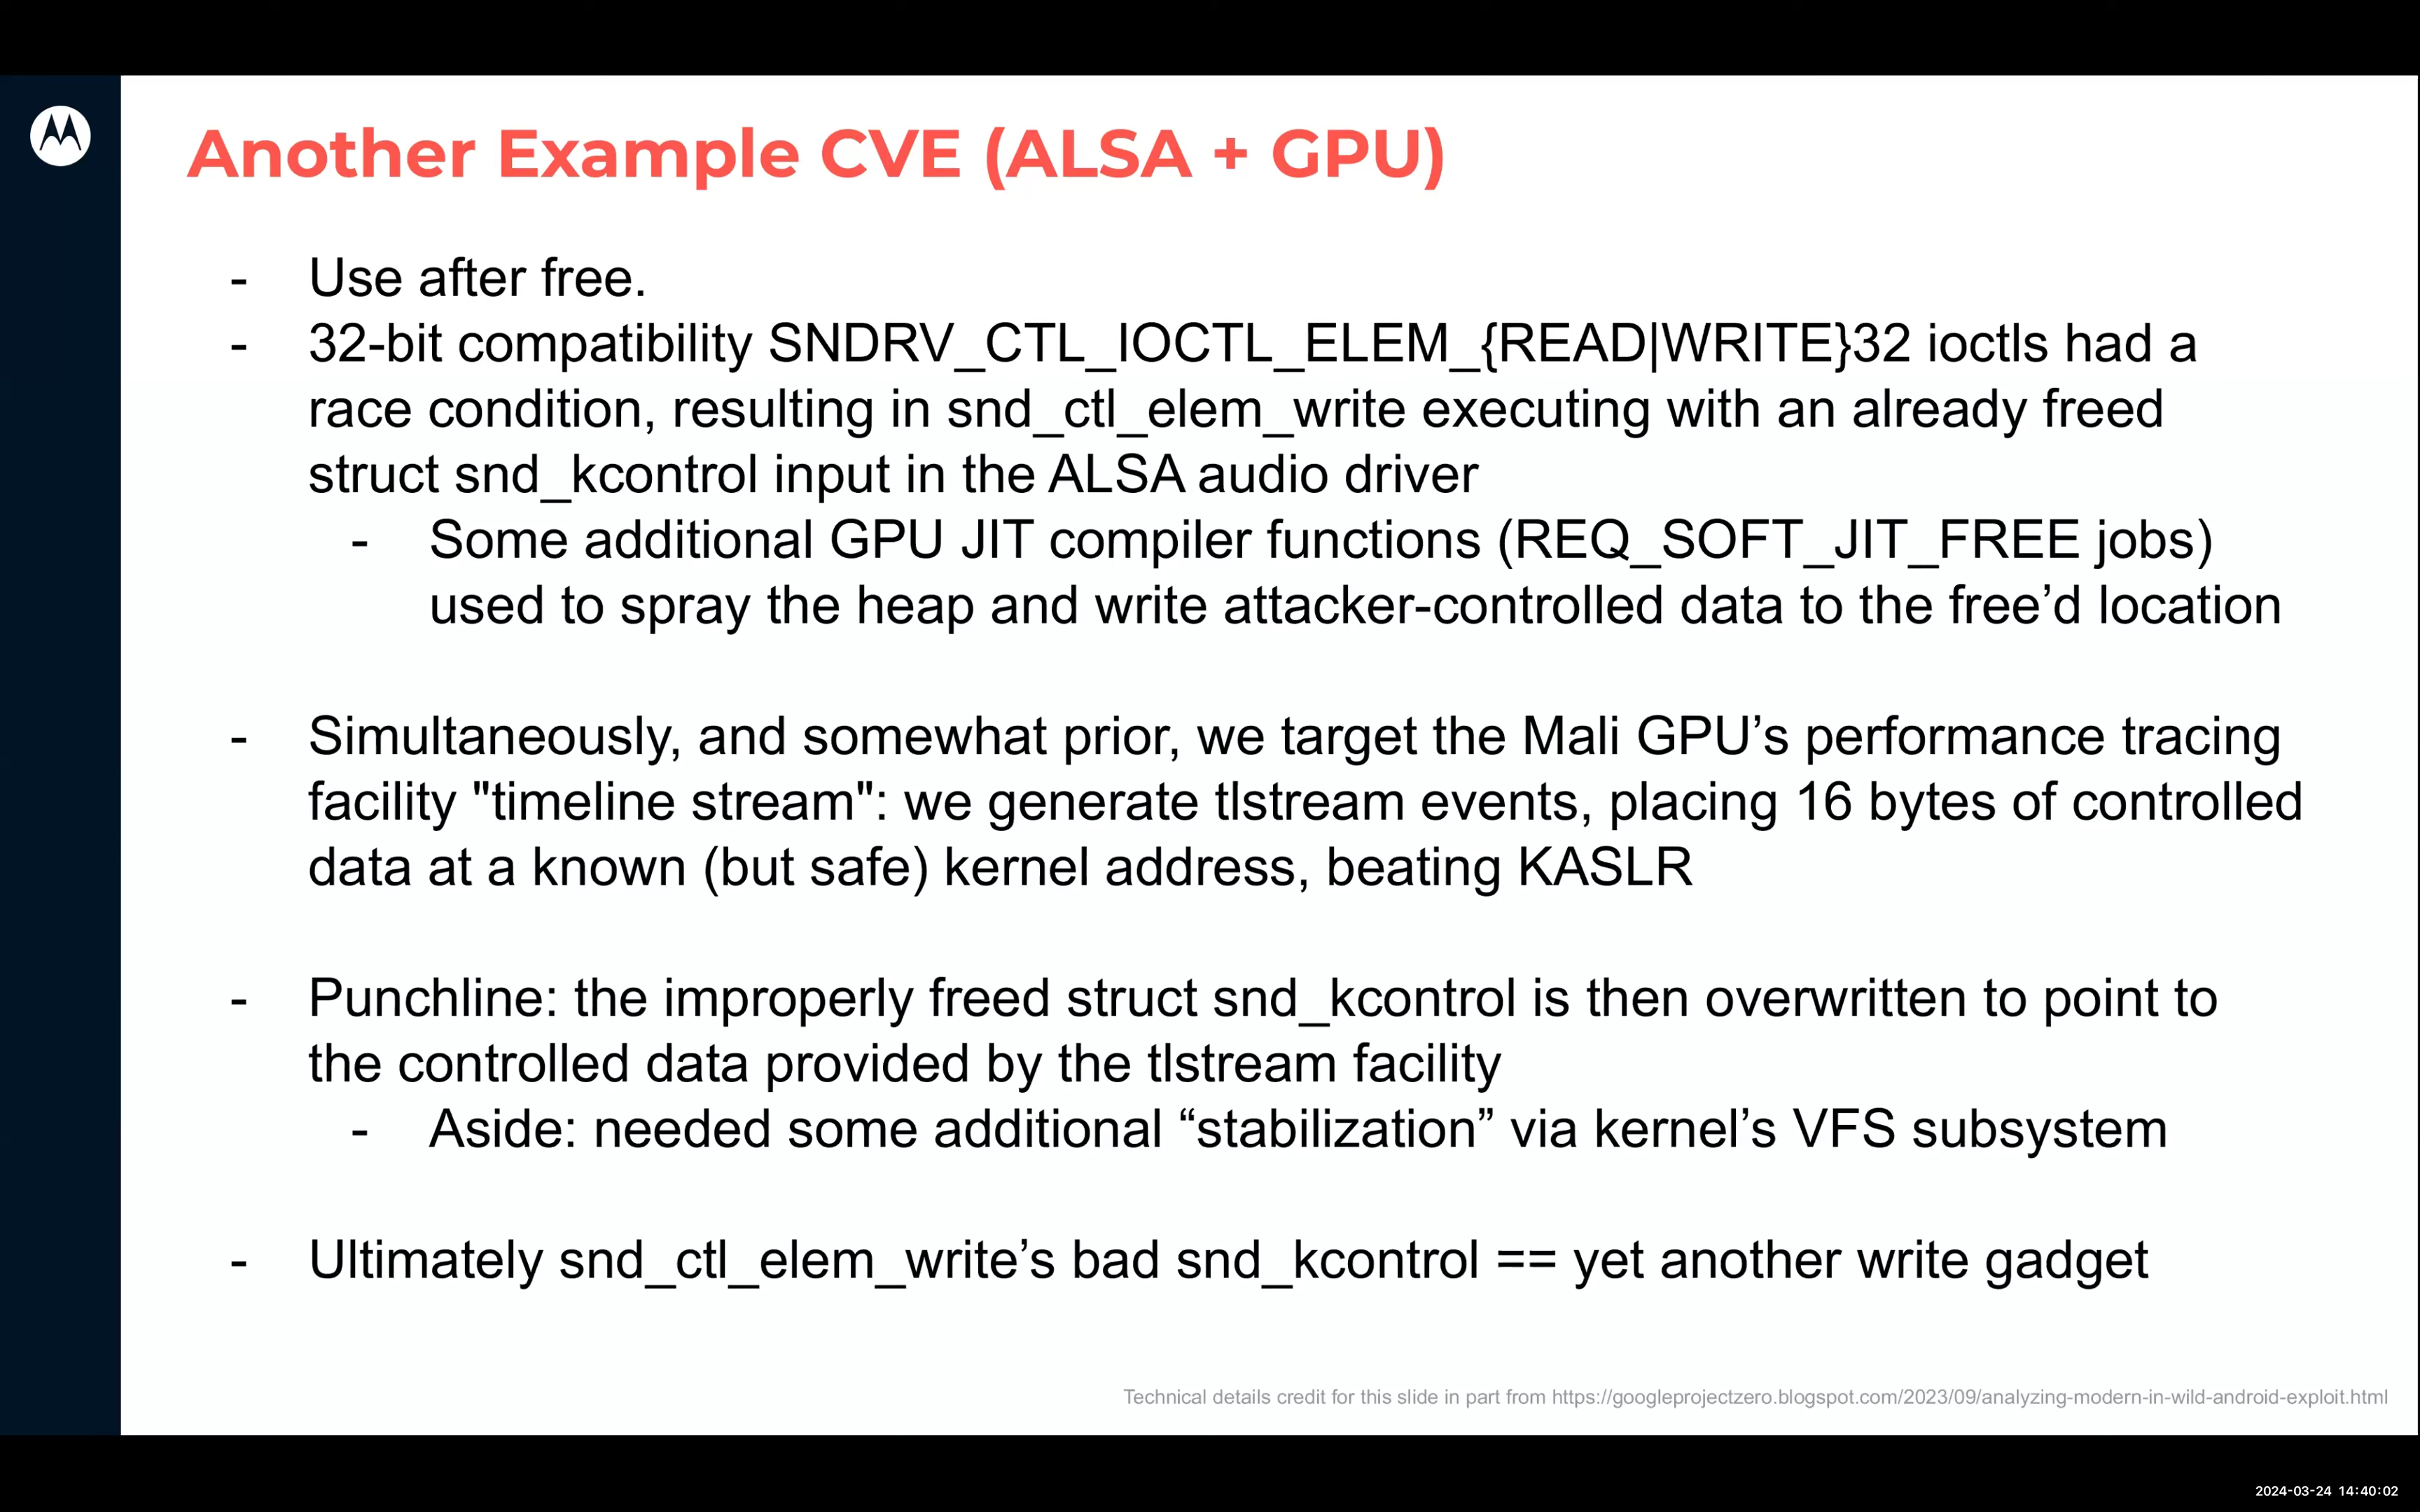 Another Example CVE (ALSA + GPU)
- Use after free.
- 32-bit compatibility SNDRV_CTL_IOCTL_ELEM_{READ|WRITE}32 ioctls had a
race condition, resulting in snd_ctl_elem_write executing with an already freed
struct snd_kcontrol input in the ALSA audio driver
- Some additional GPU JIT compiler functions (REQ_SOFT_JIT_FREE jobs)
used to spray the heap and write attacker-controlled data to the free’d location
- Simultaneously, and somewhat prior, we target the Mali GPU’s performance tracing
facility "timeline stream": we generate tlstream events, placing 16 bytes of controlled
data at a known (but safe) kernel address, beating KASLR
- Punchline: the improperly freed struct snd_kcontrol is then overwritten to point to
the controlled data provided by the tlstream facility
- Aside: needed some additional “stabilization” via kernel’s VFS subsystem
- Ultimately snd_ctl_elem_write’s bad snd_kcontrol == yet another write gadget
Technical details credit for this slide in part from https://googleprojectzero.blogspot.com/2023/09/analyzing-modern-in-wild-android-exploit.html
2024-03-24 14:40:02